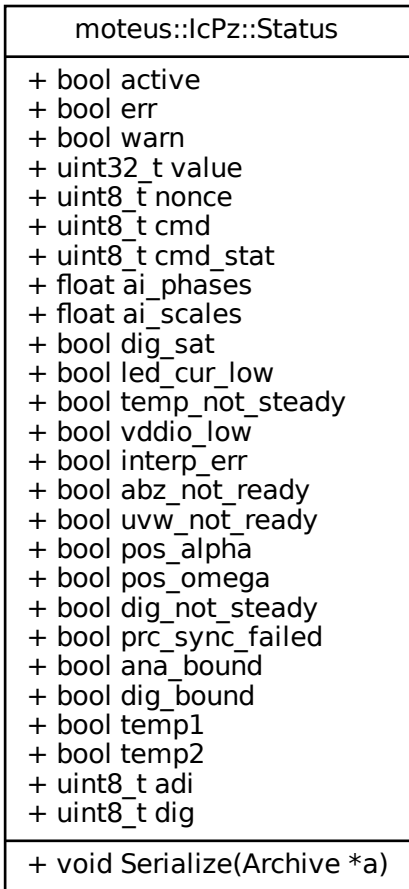 moteus::IcPz::Status
+ bool active
+ bool err
+ bool warn
+ uint32_t value
+ uint8_t nonce
+ uint8_t cmd
+ uint8_t cmd_stat
+ float ai_phases
+ float ai_scales
+ bool dig_sat
+ bool led_cur_low
+ bool temp_not_steady
+ bool vddio_low
+ bool interp_err
+ bool abz_not_ready
+ bool uvw_not_ready
+ bool pos_alpha
+ bool pos_omega
+ bool dig_not_steady
+ bool prc_sync_failed
+ bool ana_bound
+ bool dig_bound
+ bool temp1
+ bool temp2
+ uint8_t adi
+ uint8_t dig
+ void Serialize(Archive *a)